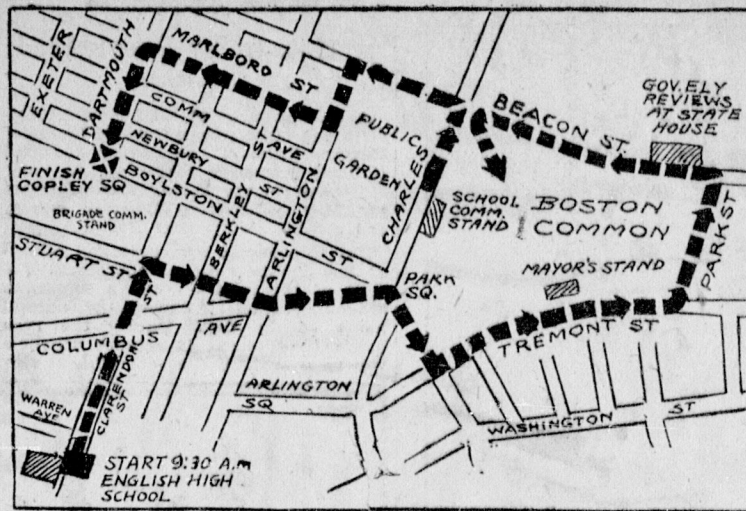 EXETER
DARTMOUTH
MARLBORO
ST
COMM
AVE
NEWBURY
ST
BOYLSTON
ST
FINISH
COPLEY SQ
BRIGADE COMM.
STAND
STUART ST
ST
BERKLEY
ST
ARLINGTON
PUBLIC
GARDEN
CHARLES
BEACON ST.
GOV. ELY
REVIEWS
AT STATE
HOUSE
SCHOOL
COMM.
STAND
BOSTON
COMMON
PARK ST
PARK
SQ.
MAYOR'S STAND
TREMONT ST
COLUMBUS
AVE
CLARENDON
ST
WARREN
AVE
ARLINGTON
SQ
WASHINGTON
ST
START 9:30 A.M
ENGLISH HIGH
SCHOOL